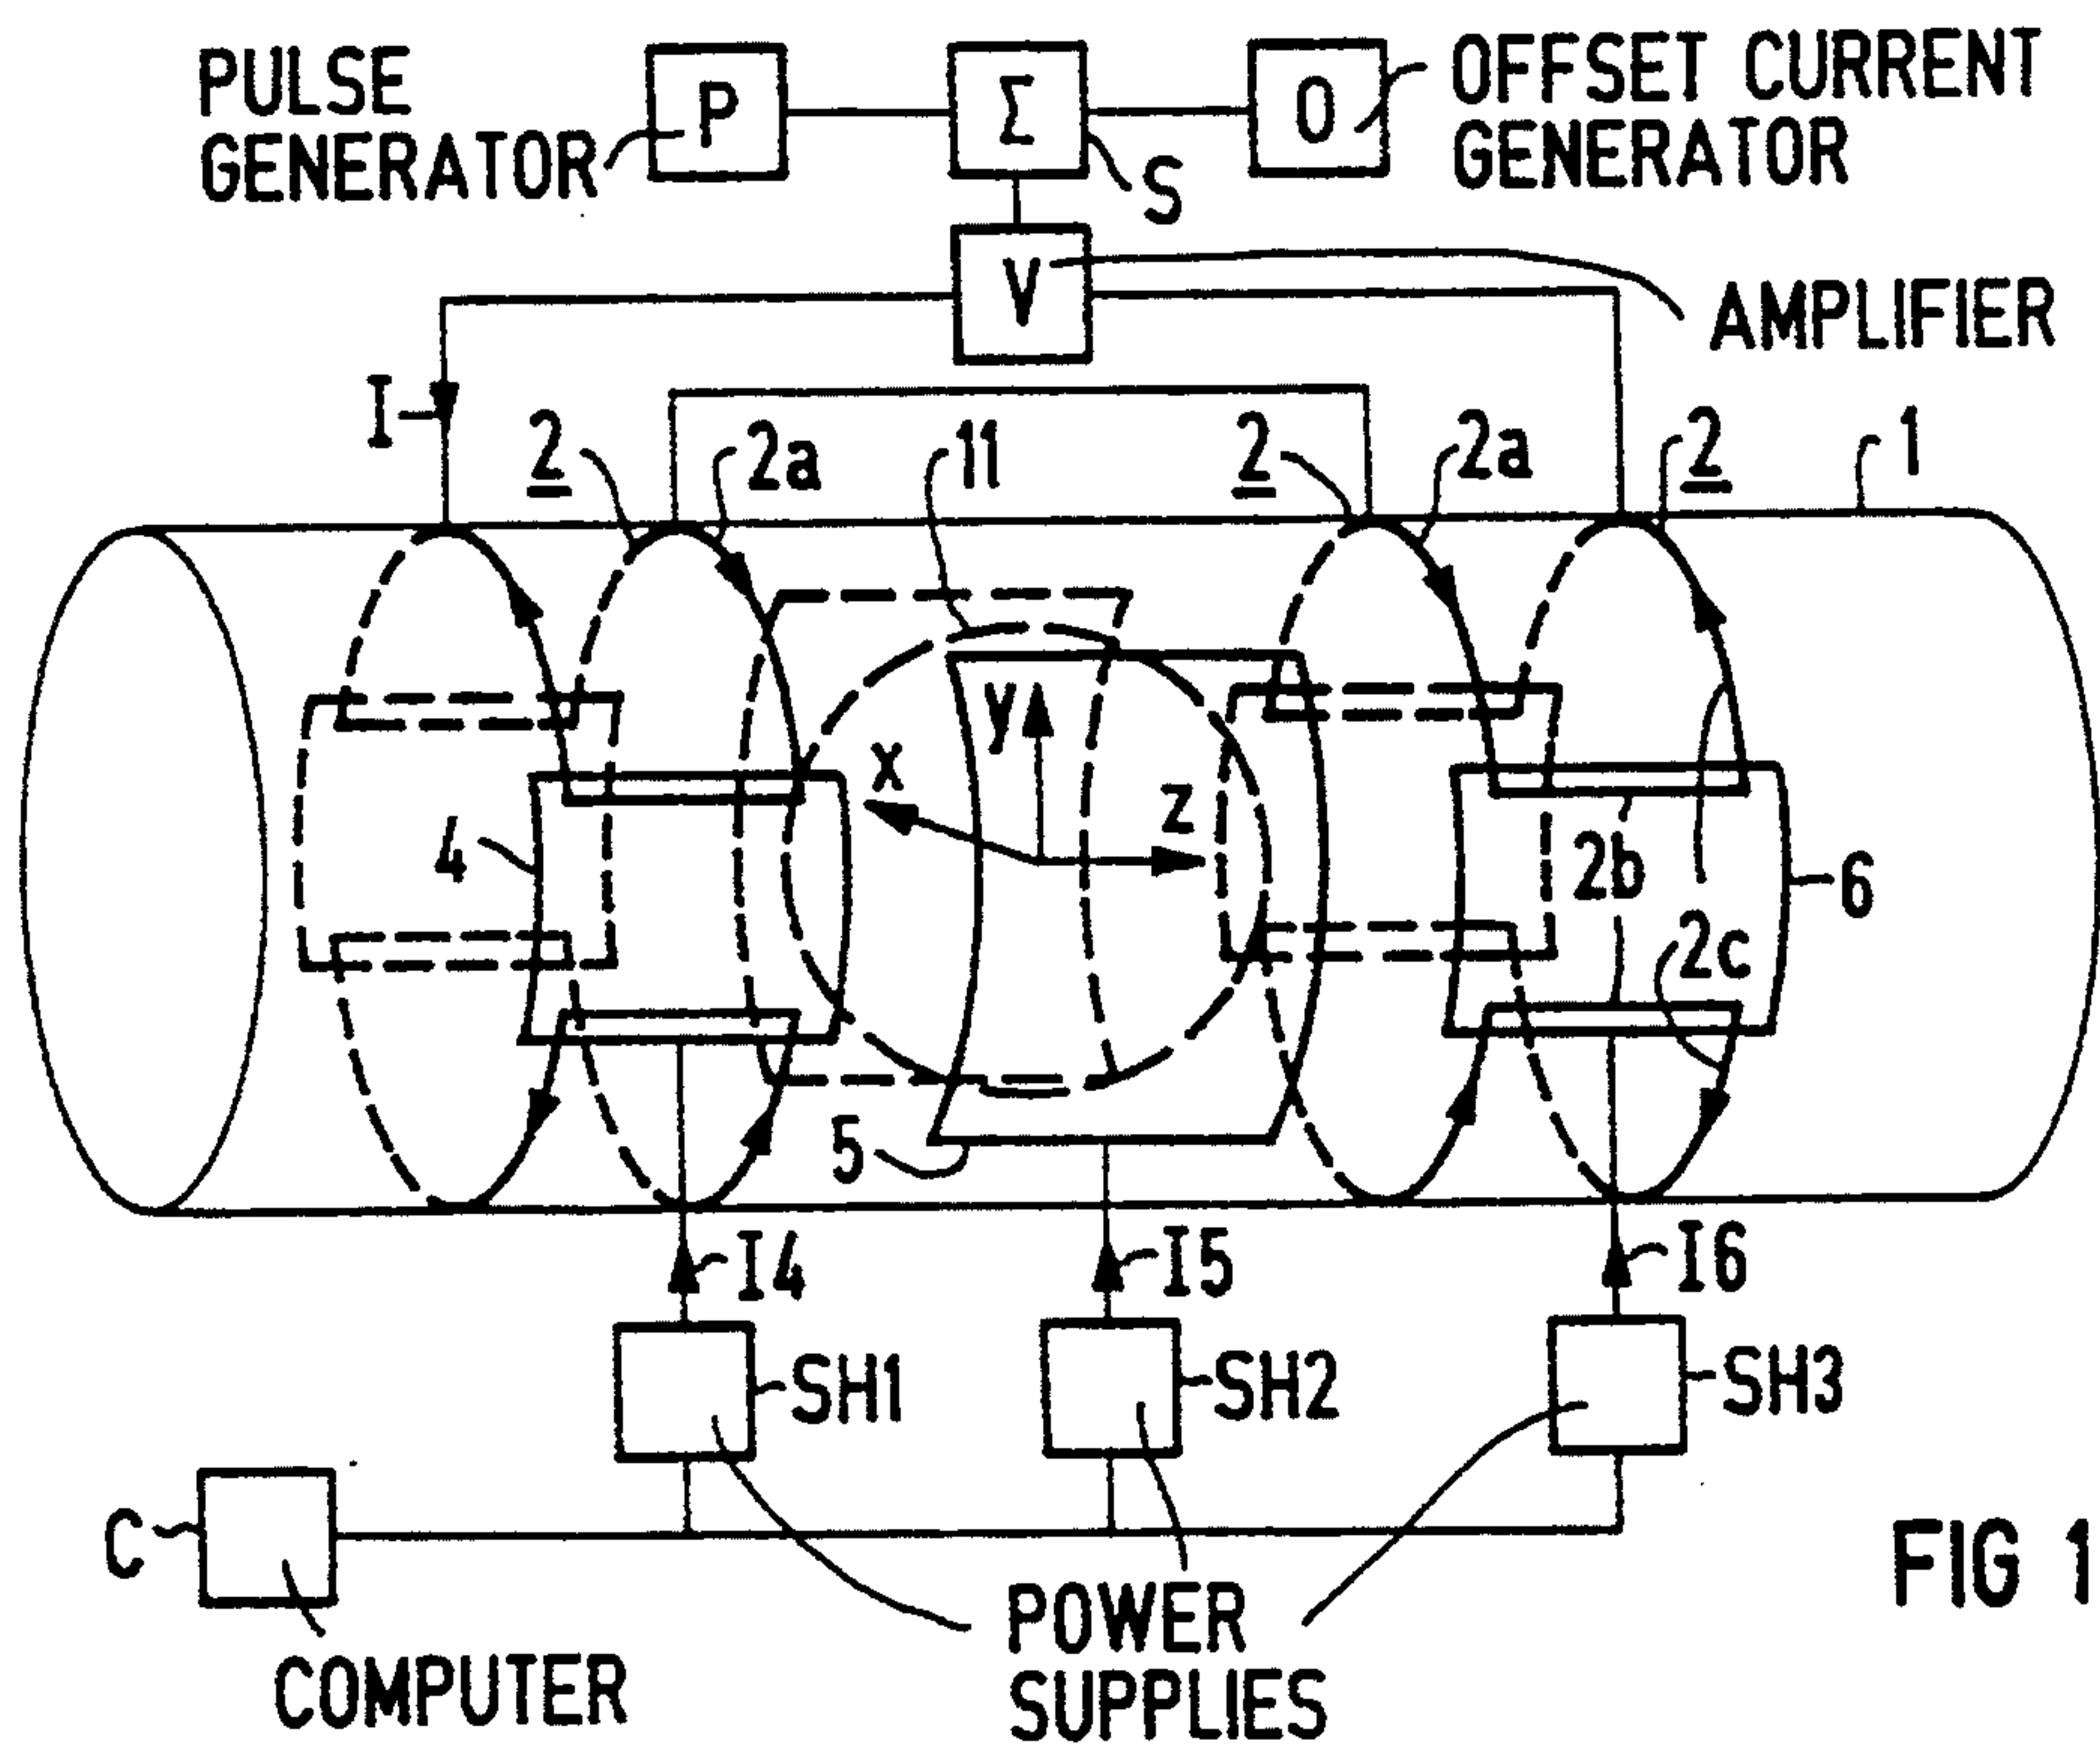 PULSE
GENERATOR
P
Σ
O
OFFSET CURRENT
GENERATOR
S
V
AMPLIFIER
I
2
2a
11
2
2a
2
1
y
x
z
4
2b
6
2c
5
I4
I5
I6
SH1
SH2
SH3
C
COMPUTER
POWER
SUPPLIES
FIG 1